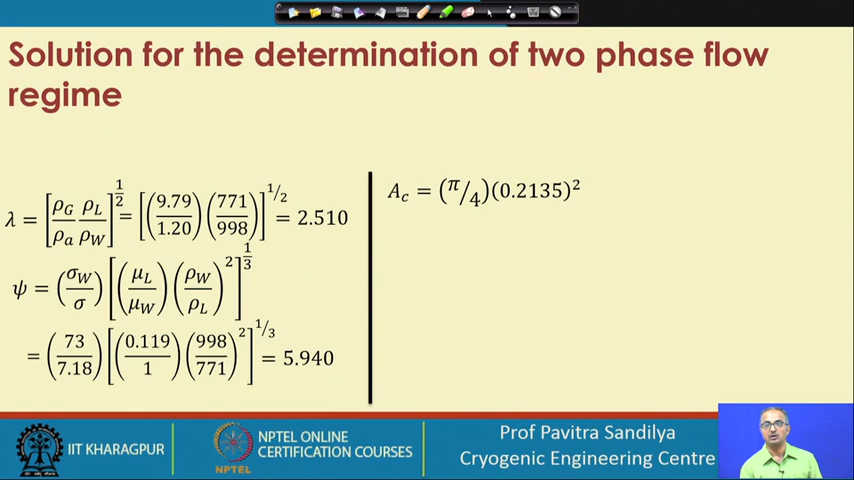 Solution for the determination of two phase flow
regime
λ = [ρ_G/ρ_a ρ_L/ρ_W]^(1/2) = [(9.79/1.20)(771/998)]^(1/2) = 2.510
ψ = (σ_W/σ)[(μ_L/μ_W)(ρ_W/ρ_L)^2]^(1/3)
= (73/7.18)[(0.119/1)(998/771)^2]^(1/3) = 5.940
A_c = (π/4)(0.2135)^2
IIT KHARAGPUR
NPTEL
NPTEL ONLINE
CERTIFICATION COURSES
Prof Pavitra Sandilya
Cryogenic Engineering Centre